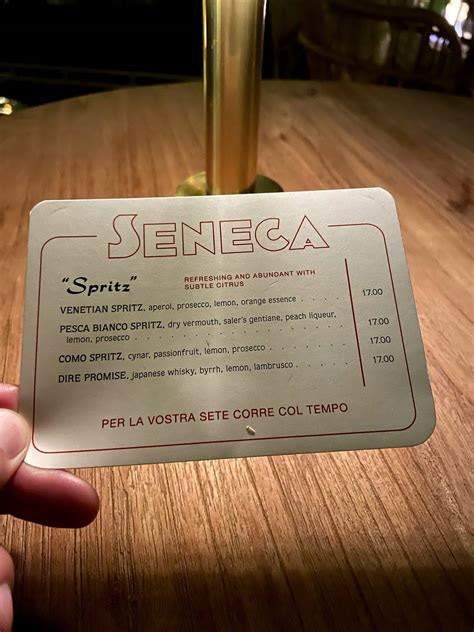 SENECA
"Spritz"
REFRESHING AND ABUNDANT WITH
SUBTLE CITRUS
VENETIAN SPRITZ, aperol, prosecco, lemon, orange essence . . . . . . . . 17.00
PESCA BIANCO SPRITZ, dry vermouth, saler's gentiane, peach liqueur,
lemon, prosecco . . . . . . . . . . . . . . . . . . . . . . . 17.00
COMO SPRITZ, cynar, passionfruit, lemon, prosecco . . . . . . . . . . 17.00
DIRE PROMISE, japanese whisky, byrrh, lemon, lambrusco . . . . . . . . 17.00
PER LA VOSTRA SETE CORRE COL TEMPO